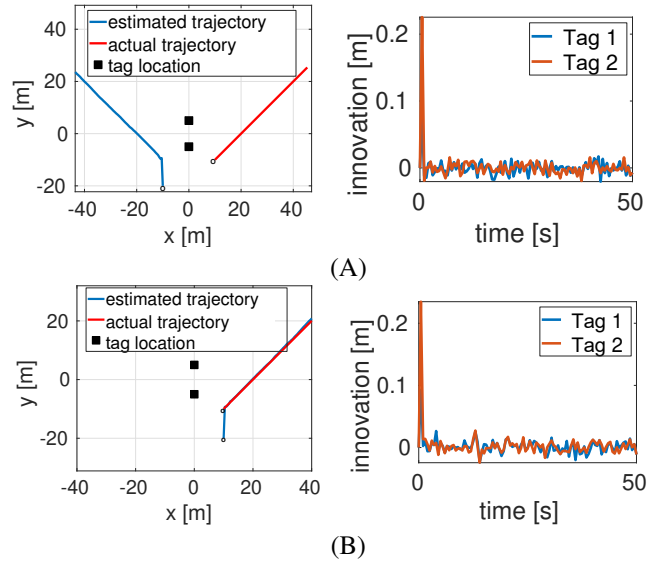 estimated trajectory
actual trajectory
tag location
40
20
0
-20
y [m]
-40 -20 0 20 40
x [m]
Tag 1
Tag 2
0.2
0.1
0
innovation [m]
0 50
time [s]
(A)
estimated trajectory
actual trajectory
tag location
20
0
-20
y [m]
-40 -20 0 20 40
x [m]
Tag 1
Tag 2
0.2
0.1
0
innovation [m]
0 50
time [s]
(B)